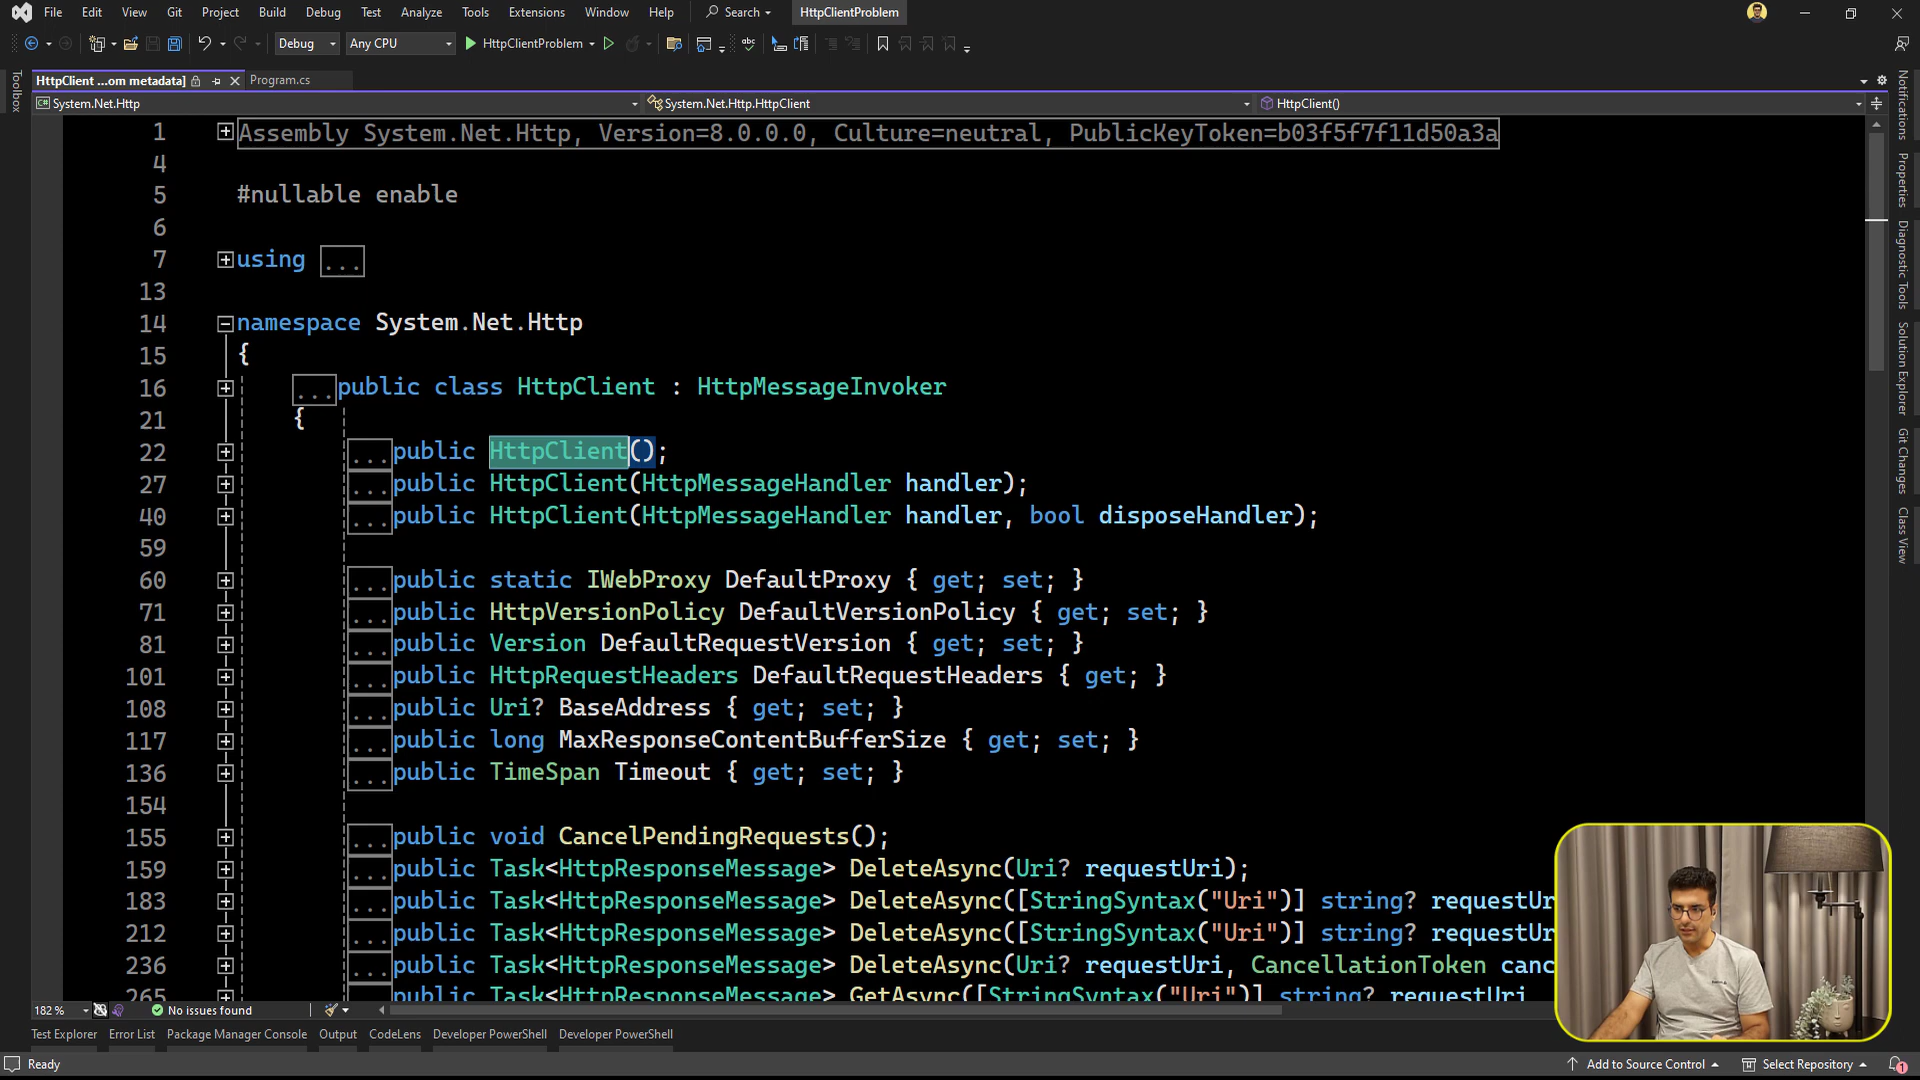 File Edit View Git Project Build Debug Test Analyze Tools Extensions Window Help Search HttpClientProblem
Debug Any CPU HttpClientProblem
HttpClient ...om metadata] Program.cs
System.Net.Http System.Net.Http.HttpClient HttpClient()
Toolbox
1 Assembly System.Net.Http, Version=8.0.0.0, Culture=neutral, PublicKeyToken=b03f5f7f11d50a3a
4
5 #nullable enable
6
7 using ...
13
14 namespace System.Net.Http
15 {
16 ...public class HttpClient : HttpMessageInvoker
21 {
22 ...public HttpClient();
27 ...public HttpClient(HttpMessageHandler handler);
40 ...public HttpClient(HttpMessageHandler handler, bool disposeHandler);
59
60 ...public static IWebProxy DefaultProxy { get; set; }
71 ...public HttpVersionPolicy DefaultVersionPolicy { get; set; }
81 ...public Version DefaultRequestVersion { get; set; }
101 ...public HttpRequestHeaders DefaultRequestHeaders { get; }
108 ...public Uri? BaseAddress { get; set; }
117 ...public long MaxResponseContentBufferSize { get; set; }
136 ...public TimeSpan Timeout { get; set; }
154
155 ...public void CancelPendingRequests();
159 ...public Task<HttpResponseMessage> DeleteAsync(Uri? requestUri);
183 ...public Task<HttpResponseMessage> DeleteAsync([StringSyntax("Uri")] string? requestUr
212 ...public Task<HttpResponseMessage> DeleteAsync([StringSyntax("Uri")] string? requestUr
236 ...public Task<HttpResponseMessage> DeleteAsync(Uri? requestUri, CancellationToken canc
265 ...public Task<HttpResponseMessage> GetAsync([StringSyntax("Uri")] string? requestUri
Notifications
Properties
Diagnostic Tools
Solution Explorer
Git Changes
Class View
182 % No issues found
Test Explorer Error List Package Manager Console Output CodeLens Developer PowerShell Developer PowerShell
Ready Add to Source Control Select Repository 1